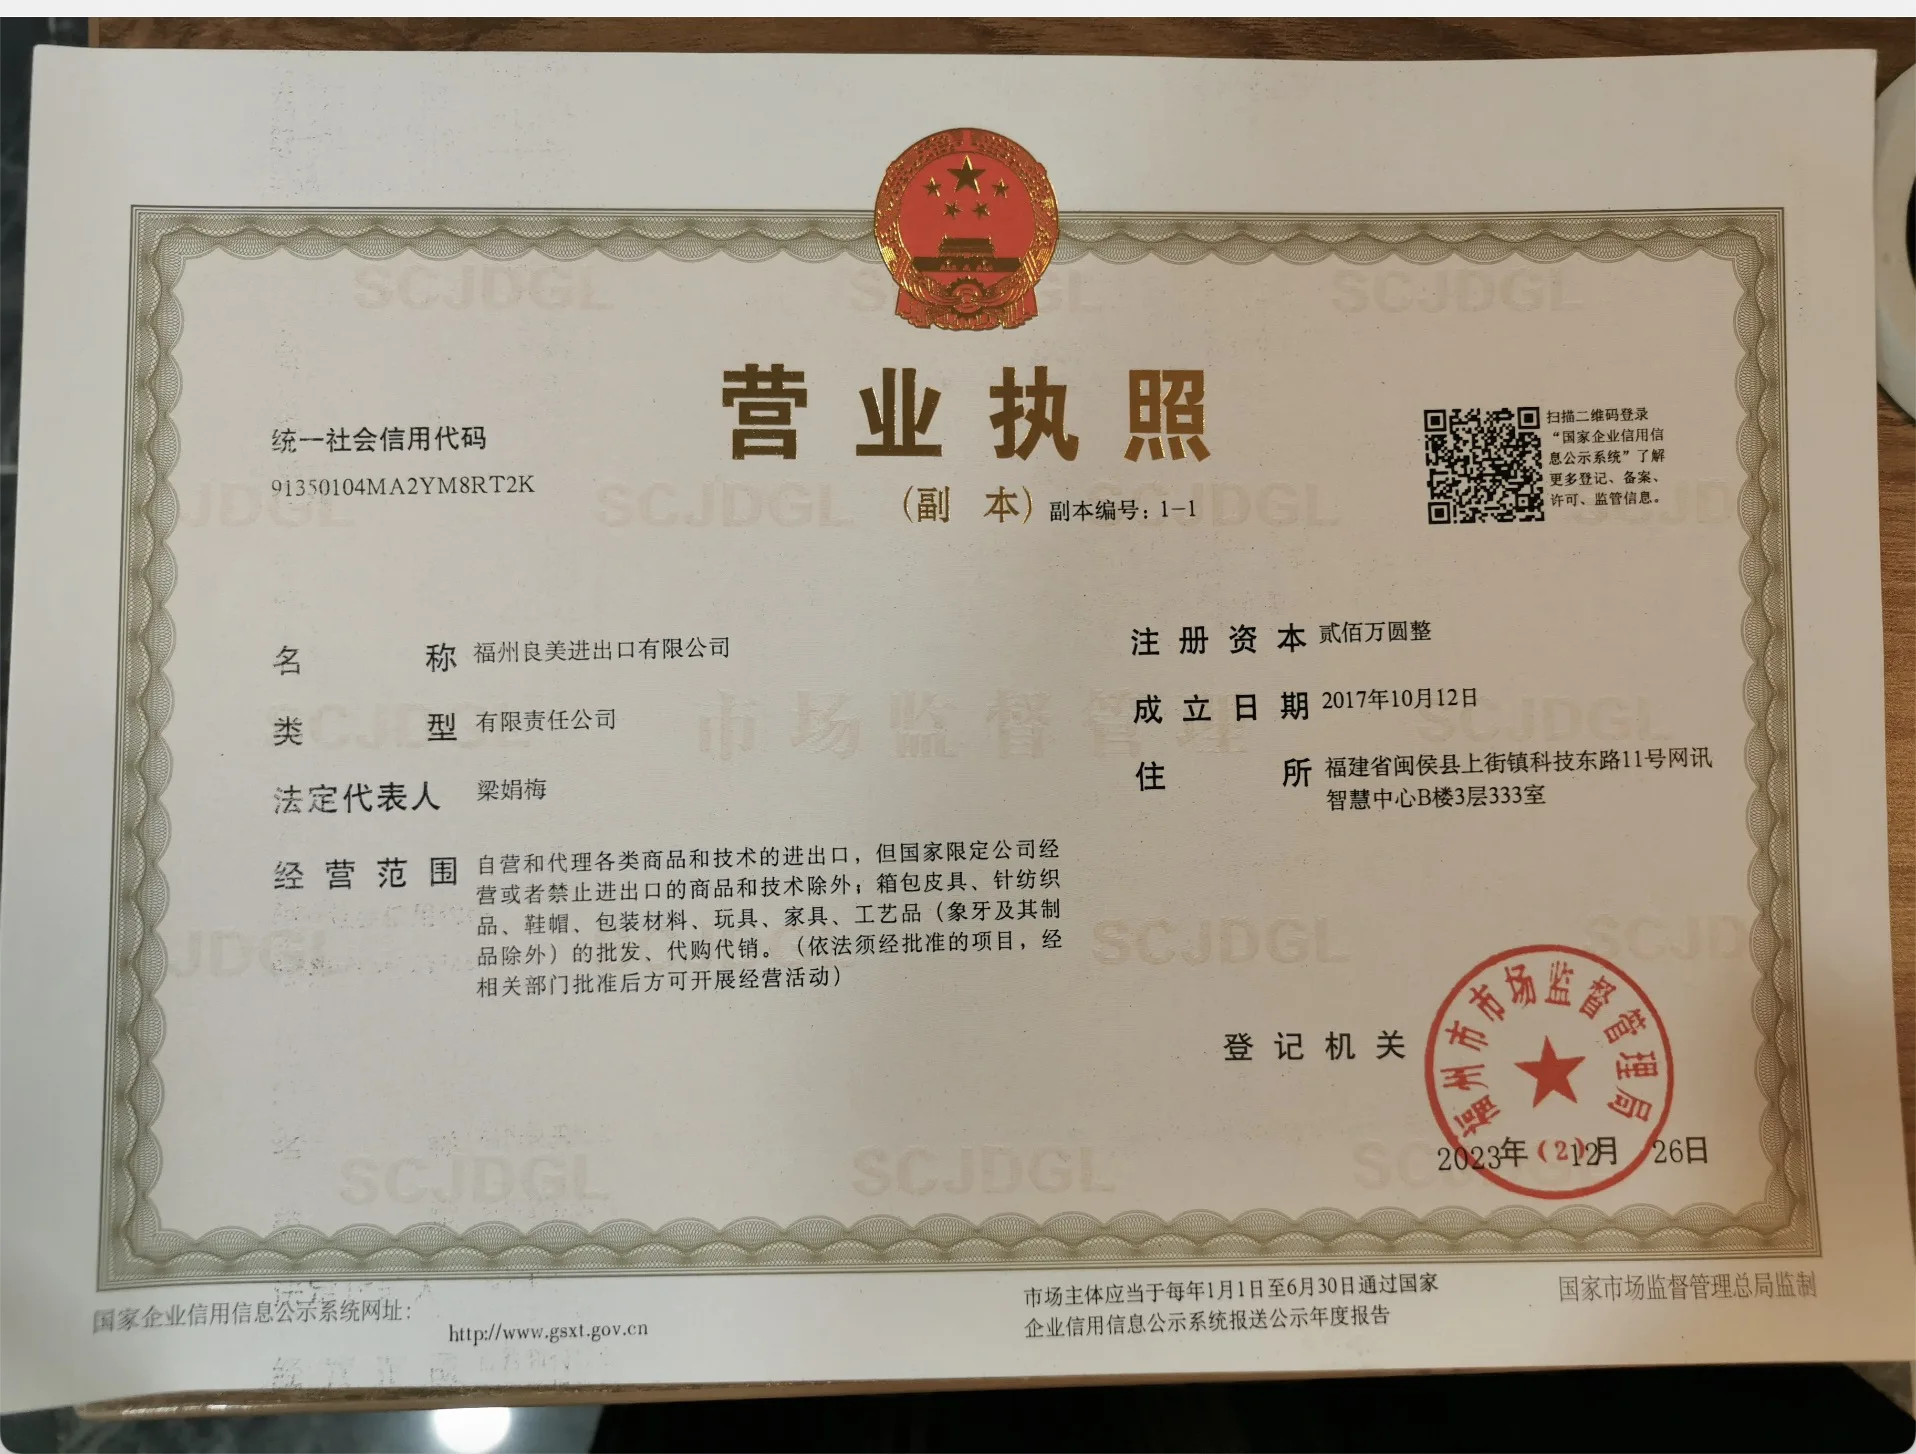 营业执照
(副 本) 副本编号：1-1
统一社会信用代码
91350104MA2YM8RT2K
扫描二维码登录
“国家企业信用信
息公示系统”了解
更多登记、备案、
许可、监管信息。
名 称 福州良美进出口有限公司
类 型 有限责任公司
法定代表人 梁娟梅
经营范围 自营和代理各类商品和技术的进出口，但国家限定公司经
营或者禁止进出口的商品和技术除外；箱包皮具、针纺织
品、鞋帽、包装材料、玩具、家具、工艺品（象牙及其制
品除外）的批发、代购代销。（依法须经批准的项目，经
相关部门批准后方可开展经营活动）
注册资本 贰佰万圆整
成立日期 2017年10月12日
住 所 福建省闽侯县上街镇科技东路11号网讯
智慧中心B楼3层333室
市场监督管理
SCJDGL
登记机关
福州市市场监督管理局
(2)
2023年 12月 26日
国家企业信用信息公示系统网址：
http://www.gsxt.gov.cn
市场主体应当于每年1月1日至6月30日通过国家
企业信用信息公示系统报送公示年度报告
国家市场监督管理总局监制